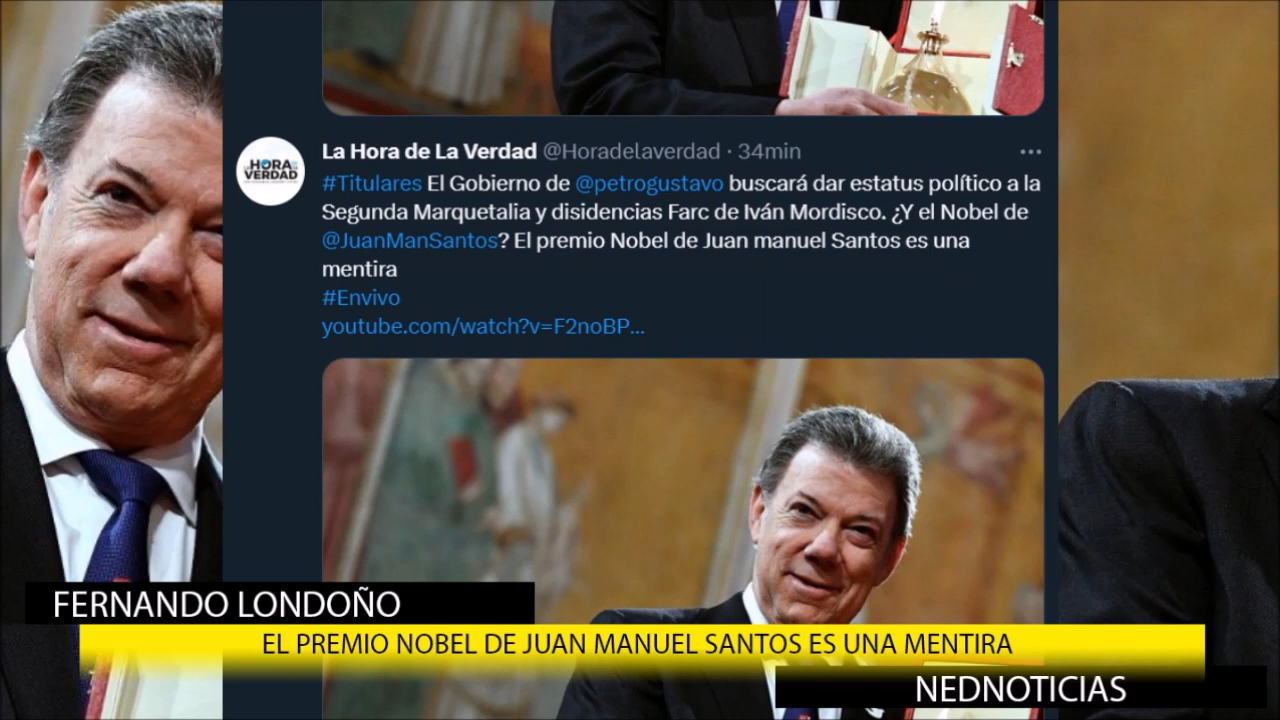 La Hora de La Verdad @Horadelaverdad · 34min
HORA
VERDAD
#Titulares El Gobierno de @petrogustavo buscará dar estatus político a la
Segunda Marquetalia y disidencias Farc de Iván Mordisco. ¿Y el Nobel de
@JuanManSantos? El premio Nobel de Juan manuel Santos es una
mentira
#Envivo
youtube.com/watch?v=F2noBP...
FERNANDO LONDOÑO
EL PREMIO NOBEL DE JUAN MANUEL SANTOS ES UNA MENTIRA
NEDNOTICIAS